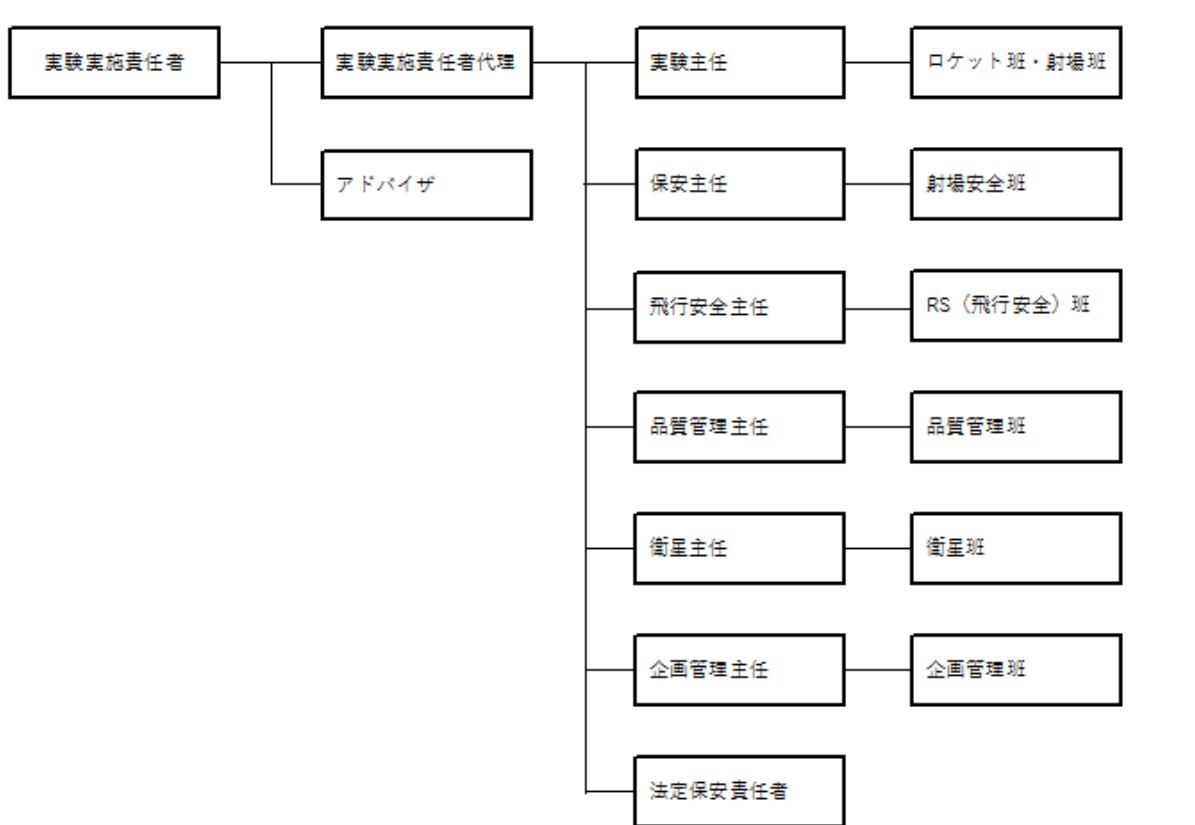 実験実施責任者
実験実施責任者代理
実験主任
ロケット班・射場班
アドバイザ
保安主任
射場安全班
飛行安全主任
RS（飛行安全）班
品質管理主任
品質管理班
衛星主任
衛星班
企画管理主任
企画管理班
法定保安責任者